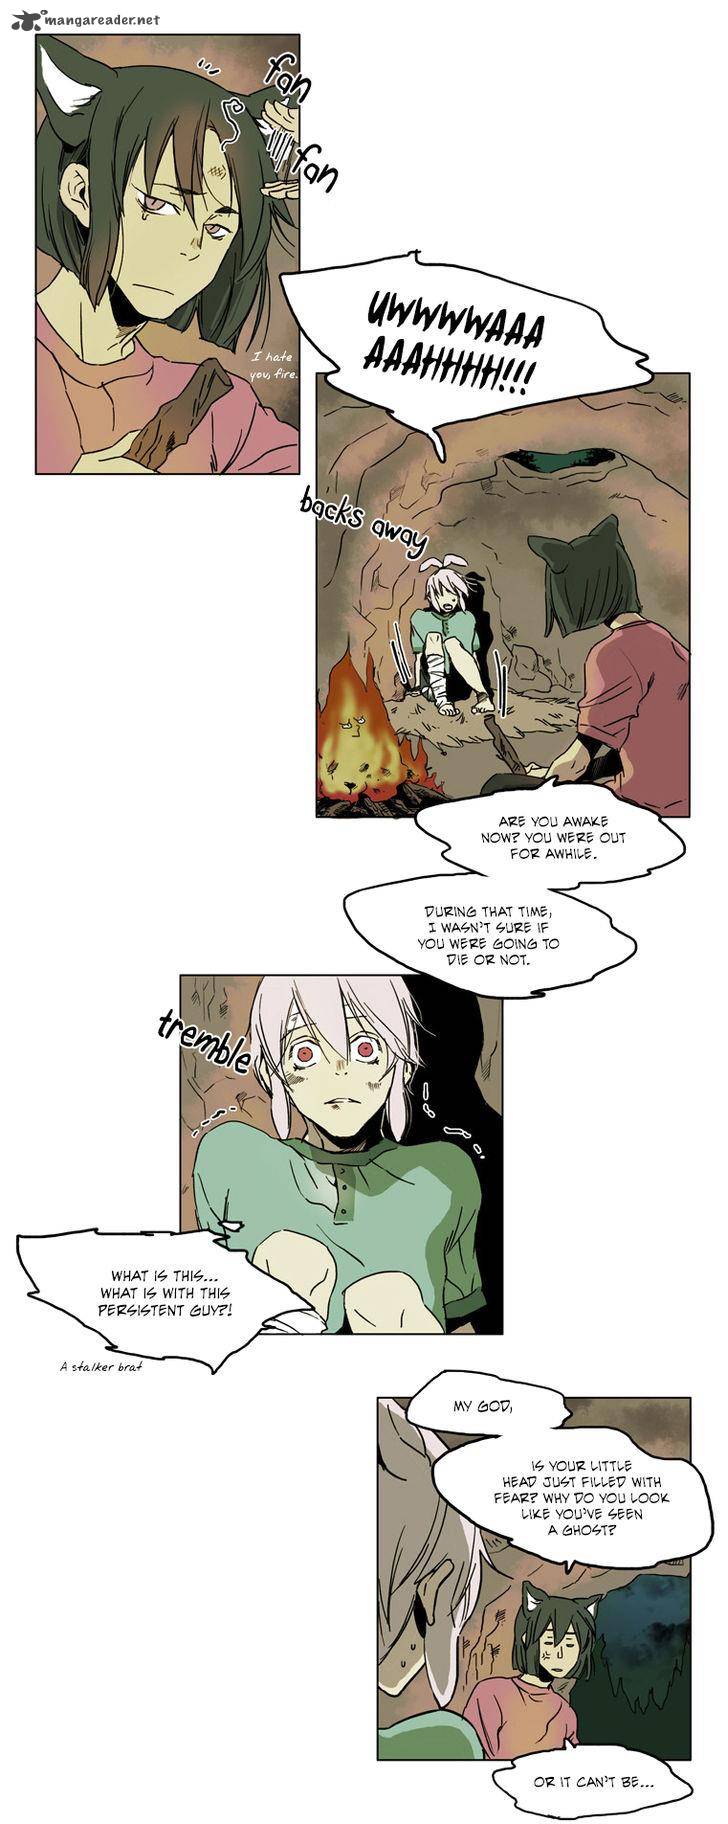 mangareader.net
fan
fan
I hate
you, fire.
UWWWWAAA
AAAHHHH!!!
backs away
ARE YOU AWAKE
NOW? YOU WERE OUT
FOR AWHILE.
DURING THAT TIME,
I WASN'T SURE IF
YOU WERE GOING TO
DIE OR NOT.
tremble
WHAT IS THIS...
WHAT IS WITH THIS
PERSISTENT GUY?!
A stalker brat
MY GOD,
IS YOUR LITTLE
HEAD JUST FILLED WITH
FEAR? WHY DO YOU LOOK
LIKE YOU'VE SEEN
A GHOST?
OR IT CAN'T BE...